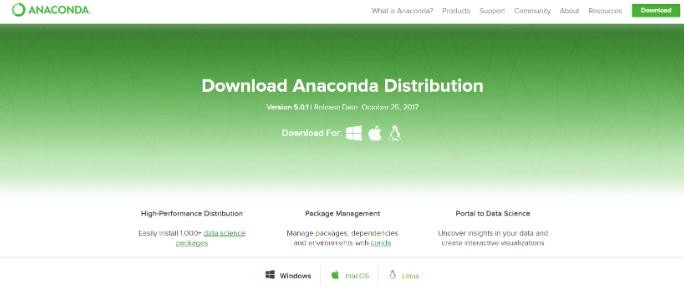 ANACONDA.
What is Anaconda? Products Support Community About Resources Download
Download Anaconda Distribution
Version 5.0.1 | Release Date: October 25, 2017
Download For:
High-Performance Distribution
Easily install 1,000+ data science
packages
Package Management
Manage packages, dependencies
and environments with conda
Portal to Data Science
Uncover insights in your data and
create interactive visualizations
Windows macOS Linux